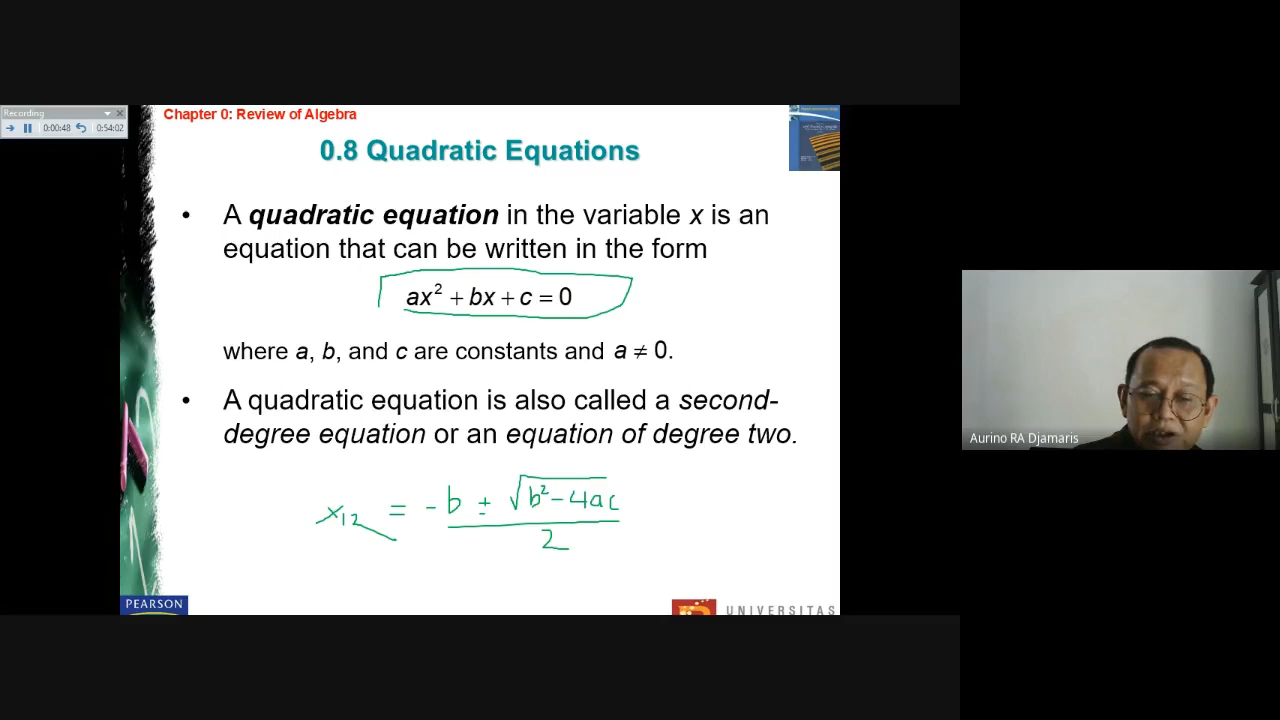 Recording
0:00:48 0:54:02
Chapter 0: Review of Algebra
0.8 Quadratic Equations
• A quadratic equation in the variable x is an
equation that can be written in the form
ax² + bx + c = 0
where a, b, and c are constants and a ≠ 0.
• A quadratic equation is also called a second-
degree equation or an equation of degree two.
x₁₂ = -b ± √b²-4ac
2
PEARSON
UNIVERSITAS
Aurino RA Djamaris